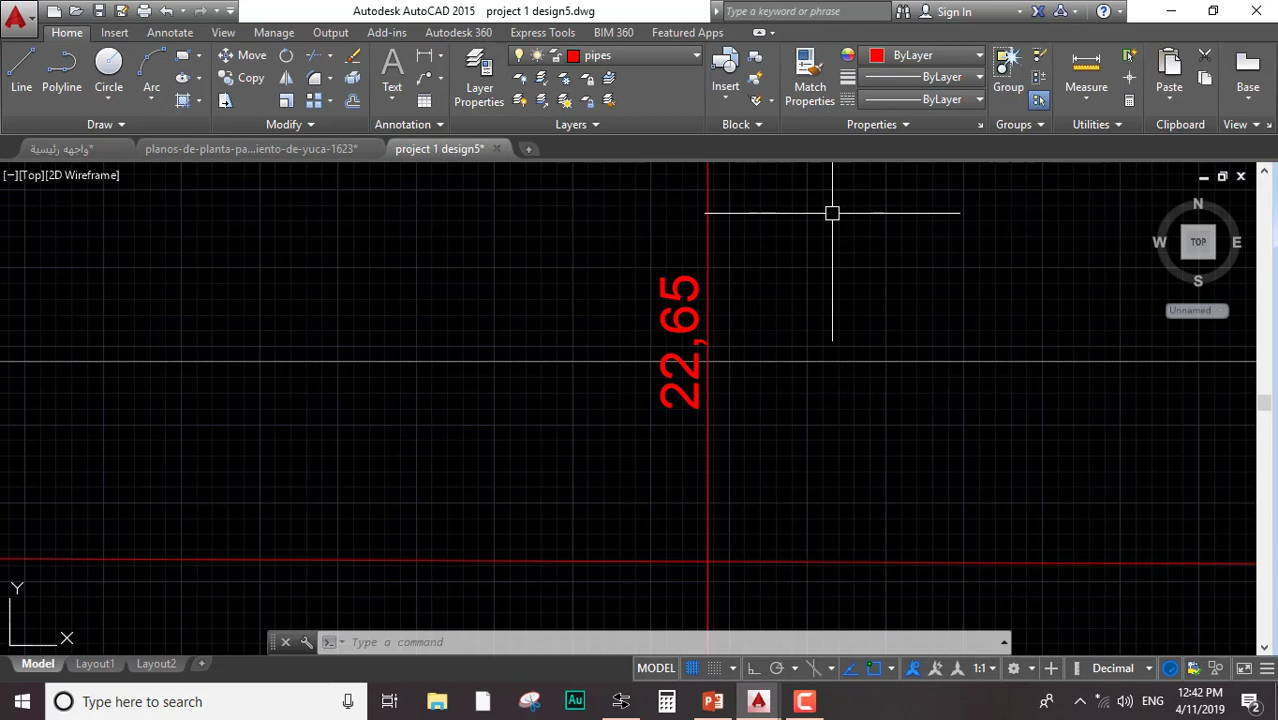 Autodesk AutoCAD 2015 project 1 design5.dwg
Type a keyword or phrase
Sign In
Home Insert Annotate View Manage Output Add-ins Autodesk 360 Express Tools BIM 360 Featured Apps
Line Polyline Circle Arc
Move
Copy
Text
Layer Properties
pipes
Insert
Match Properties
ByLayer
ByLayer
ByLayer
Group
Measure
Paste
Base
Draw Modify Annotation Layers Block Properties Groups Utilities Clipboard View
واجهه رئيسية*
planos-de-planta-pa...iento-de-yuca-1623*
project 1 design5*
[−][Top][2D Wireframe]
N
W TOP E
S
Unnamed
22,65
Y
X
Type a command
Model Layout1 Layout2
MODEL 1:1 Decimal
Type here to search
Au
ENG
12:42 PM
4/11/2019
2